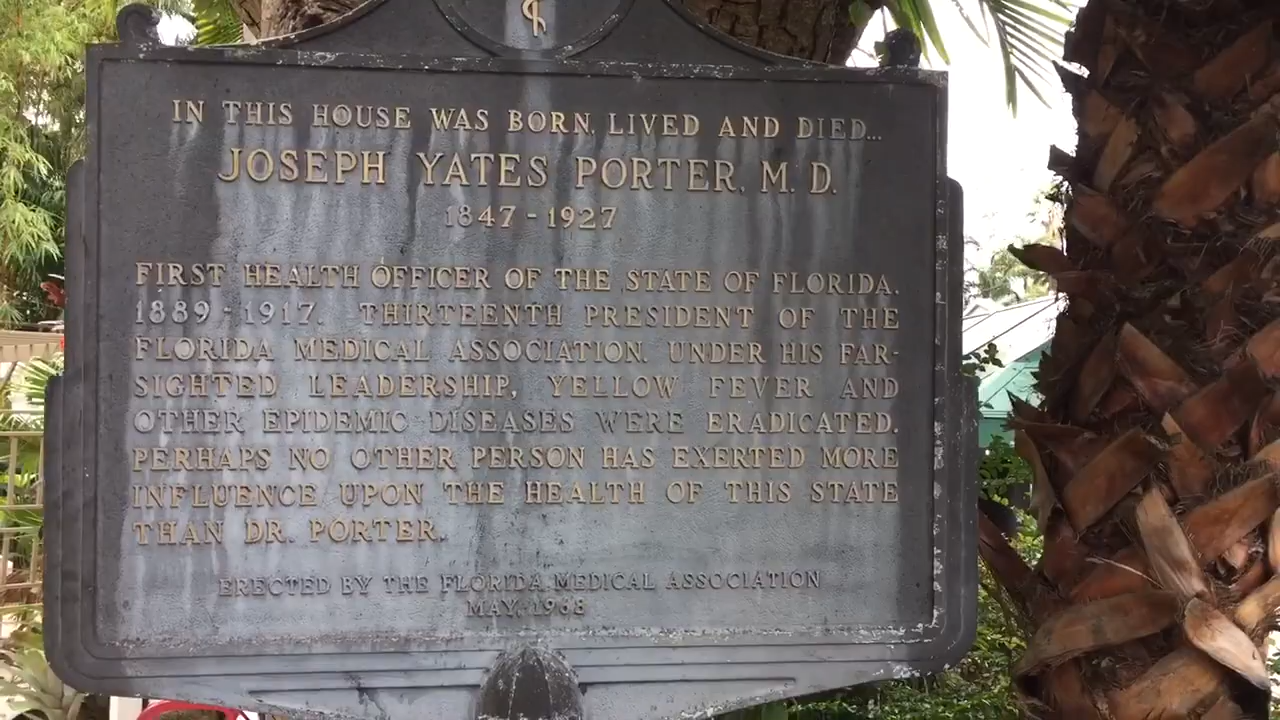 IN THIS HOUSE WAS BORN, LIVED AND DIED...
JOSEPH YATES PORTER, M.D.
1847-1927
FIRST HEALTH OFFICER OF THE STATE OF FLORIDA.
1889-1917. THIRTEENTH PRESIDENT OF THE
FLORIDA MEDICAL ASSOCIATION. UNDER HIS FAR-
SIGHTED LEADERSHIP, YELLOW FEVER AND
OTHER EPIDEMIC DISEASES WERE ERADICATED.
PERHAPS NO OTHER PERSON HAS EXERTED MORE
INFLUENCE UPON THE HEALTH OF THIS STATE
THAN DR. PORTER.
ERECTED BY THE FLORIDA MEDICAL ASSOCIATION
MAY, 1968